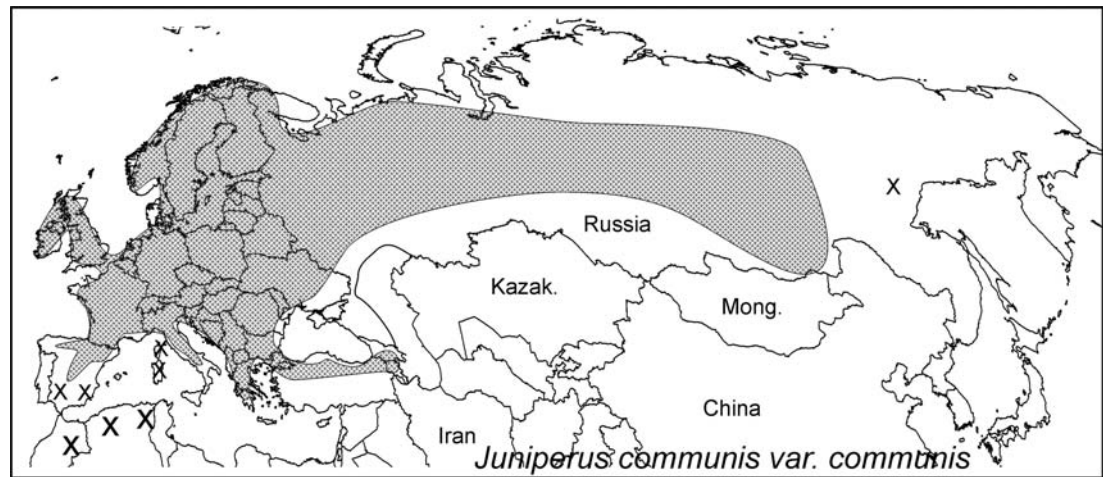 Russia
Kazak.
Mong.
China
Iran
Juniperus communis var. communis
X
X
X
X X
X X X